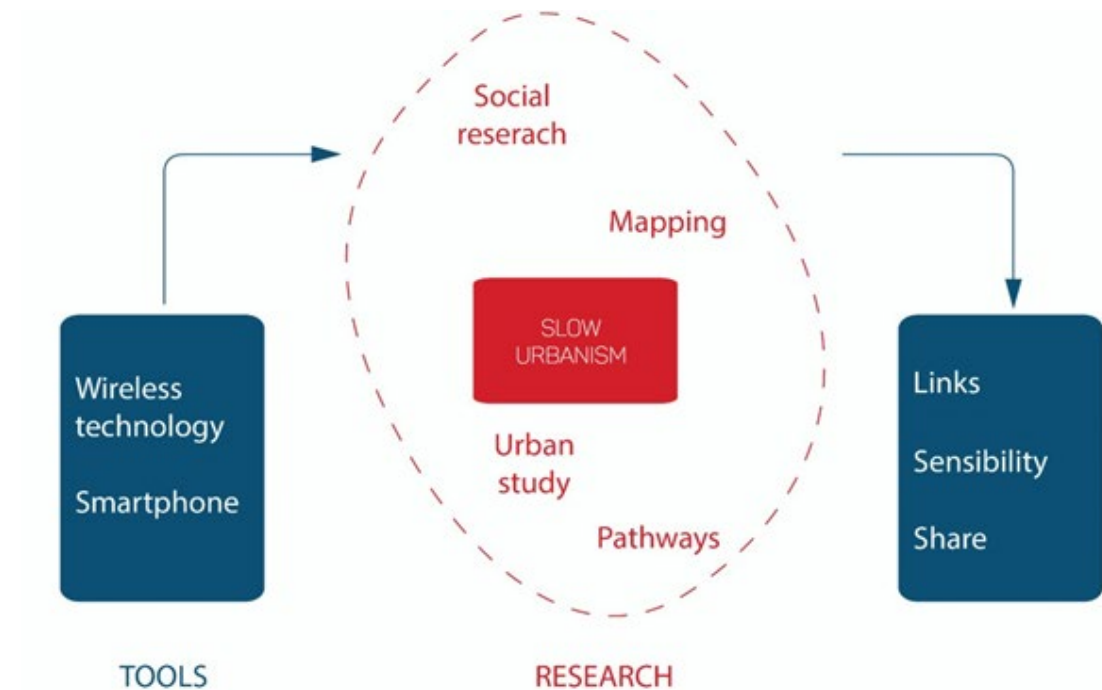 Social
reserach
Mapping
SLOW
URBANISM
Urban
study
Pathways
Wireless
technology
Smartphone
Links
Sensibility
Share
TOOLS
RESEARCH